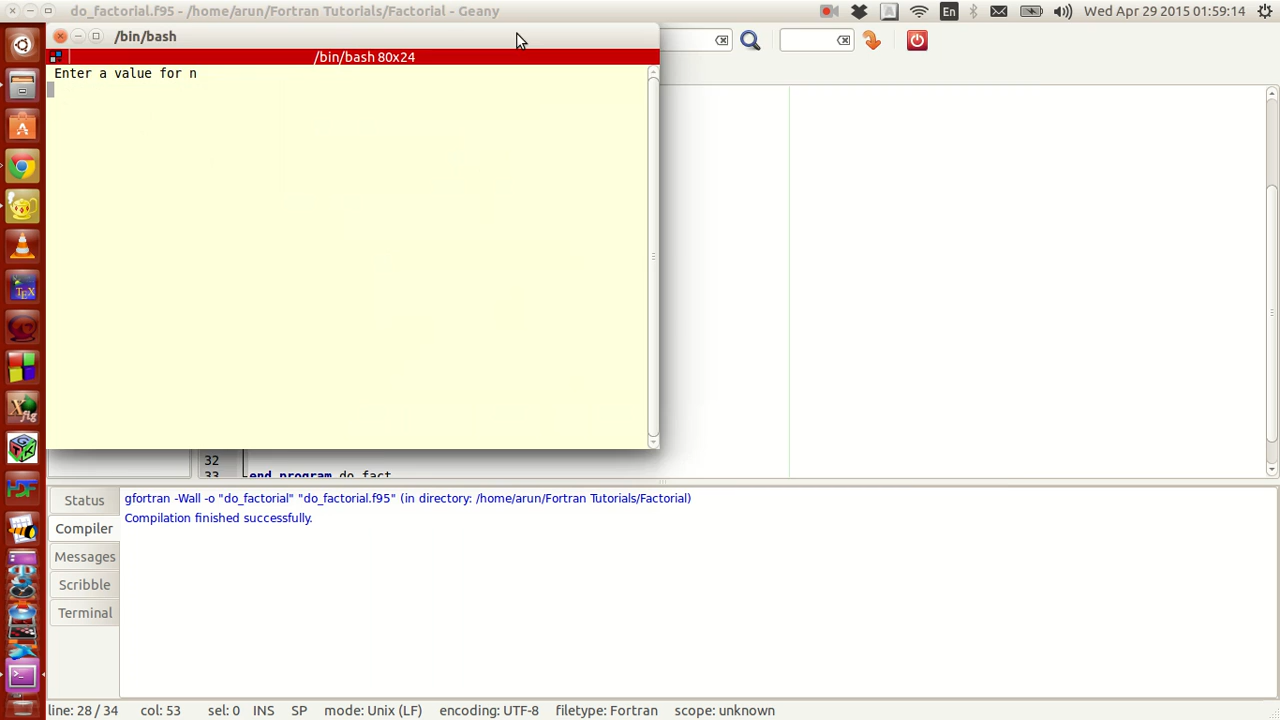 do_factorial.f95 - /home/arun/Fortran Tutorials/Factorial - Geany
En
Wed Apr 29 2015 01:59:14
/bin/bash
/bin/bash 80x24
Enter a value for n
32
33 end program do_fact
Status
Compiler
Messages
Scribble
Terminal
gfortran -Wall -o "do_factorial" "do_factorial.f95" (in directory: /home/arun/Fortran Tutorials/Factorial)
Compilation finished successfully.
line: 28 / 34 col: 53 sel: 0 INS SP mode: Unix (LF) encoding: UTF-8 filetype: Fortran scope: unknown